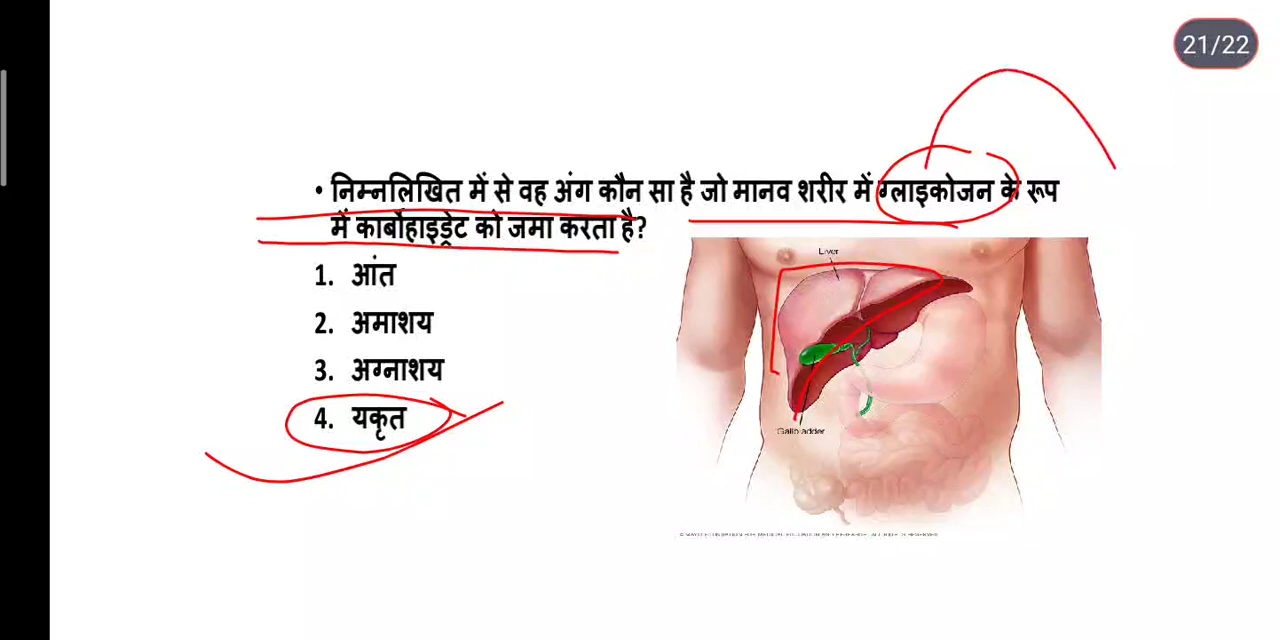 21/22
• निम्नलिखित में से वह अंग कौन सा है जो मानव शरीर में ग्लाइकोजन के रूप
में कार्बोहाइड्रेट को जमा करता है?
Liver
1. आंत
2. अमाशय
3. अग्नाशय
4. यकृत